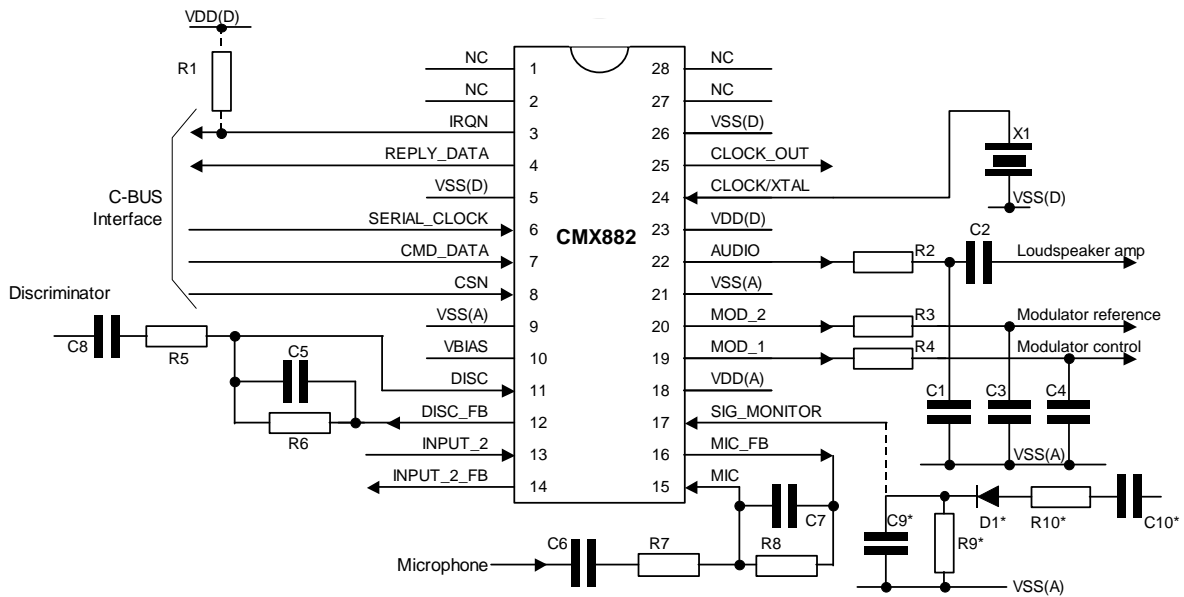 VDD(D)
R1
NC
1
28
NC
NC
2
27
NC
IRQN
3
26
VSS(D)
REPLY_DATA
4
25
CLOCK_OUT
X1
VSS(D)
5
24
CLOCK/XTAL
VSS(D)
C-BUS
Interface
SERIAL_CLOCK
6
23
VDD(D)
CMX882
CMD_DATA
7
22
AUDIO
R2
C2
Loudspeaker amp
CSN
8
21
VSS(A)
Discriminator
VSS(A)
9
20
MOD_2
R3
Modulator reference
C8
R5
VBIAS
10
19
MOD_1
R4
Modulator control
C5
DISC
11
18
VDD(A)
C1
C3
C4
R6
DISC_FB
12
17
SIG_MONITOR
INPUT_2
13
16
MIC_FB
VSS(A)
INPUT_2_FB
14
15
MIC
C7
C9*
D1*
R10*
C10*
R9*
Microphone
C6
R7
R8
VSS(A)